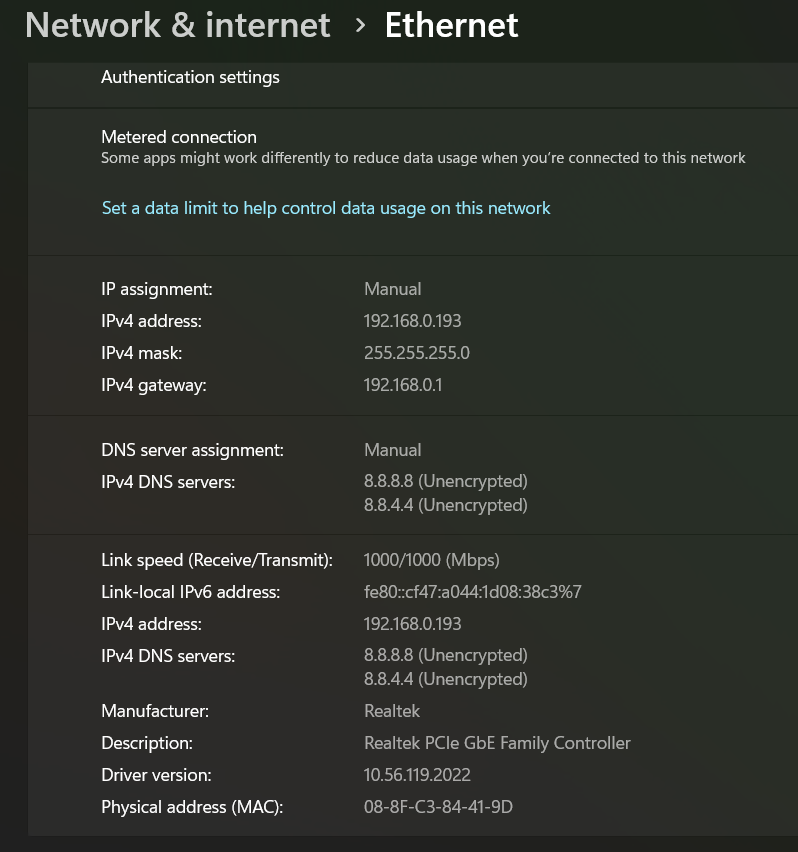 Network & internet > Ethernet
Authentication settings
Metered connection
Some apps might work differently to reduce data usage when you're connected to this network
Set a data limit to help control data usage on this network
IP assignment: Manual
IPv4 address: 192.168.0.193
IPv4 mask: 255.255.255.0
IPv4 gateway: 192.168.0.1
DNS server assignment: Manual
IPv4 DNS servers: 8.8.8.8 (Unencrypted)
8.8.4.4 (Unencrypted)
Link speed (Receive/Transmit): 1000/1000 (Mbps)
Link-local IPv6 address: fe80::cf47:a044:1d08:38c3%7
IPv4 address: 192.168.0.193
IPv4 DNS servers: 8.8.8.8 (Unencrypted)
8.8.4.4 (Unencrypted)
Manufacturer: Realtek
Description: Realtek PCIe GbE Family Controller
Driver version: 10.56.119.2022
Physical address (MAC): 08-8F-C3-84-41-9D